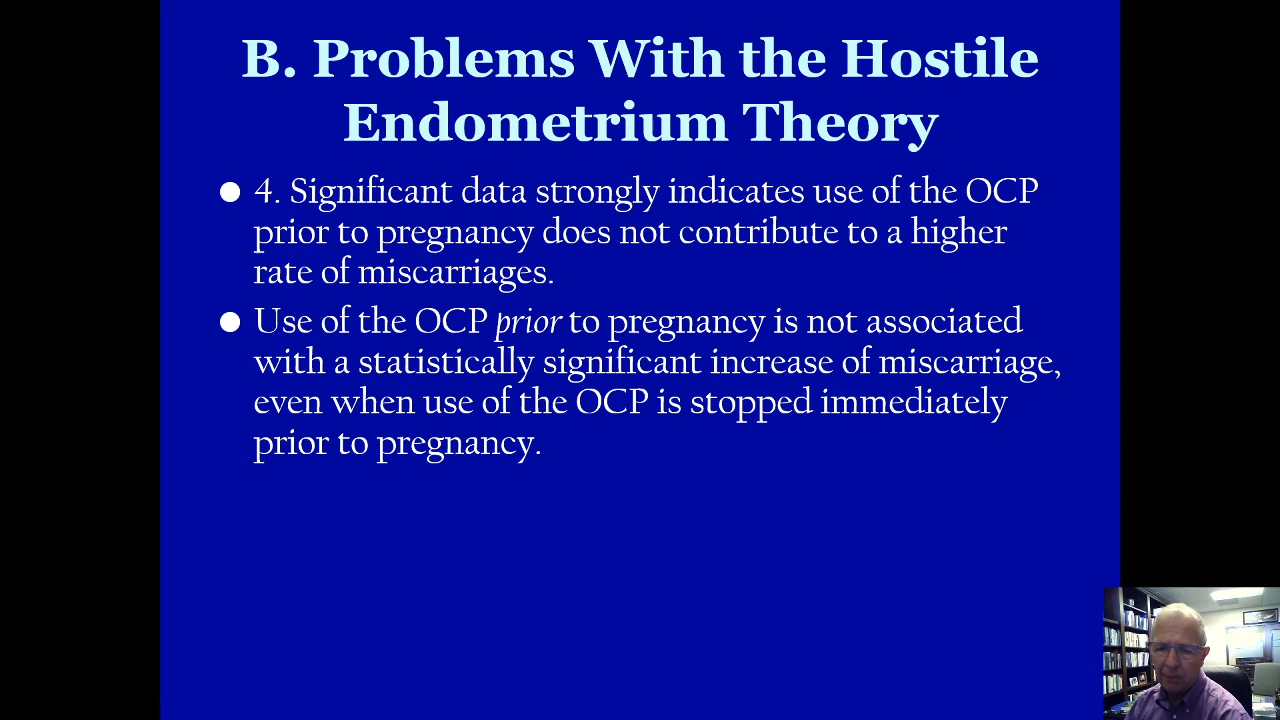 B. Problems With the Hostile
Endometrium Theory
● 4. Significant data strongly indicates use of the OCP
prior to pregnancy does not contribute to a higher
rate of miscarriages.
● Use of the OCP prior to pregnancy is not associated
with a statistically significant increase of miscarriage,
even when use of the OCP is stopped immediately
prior to pregnancy.